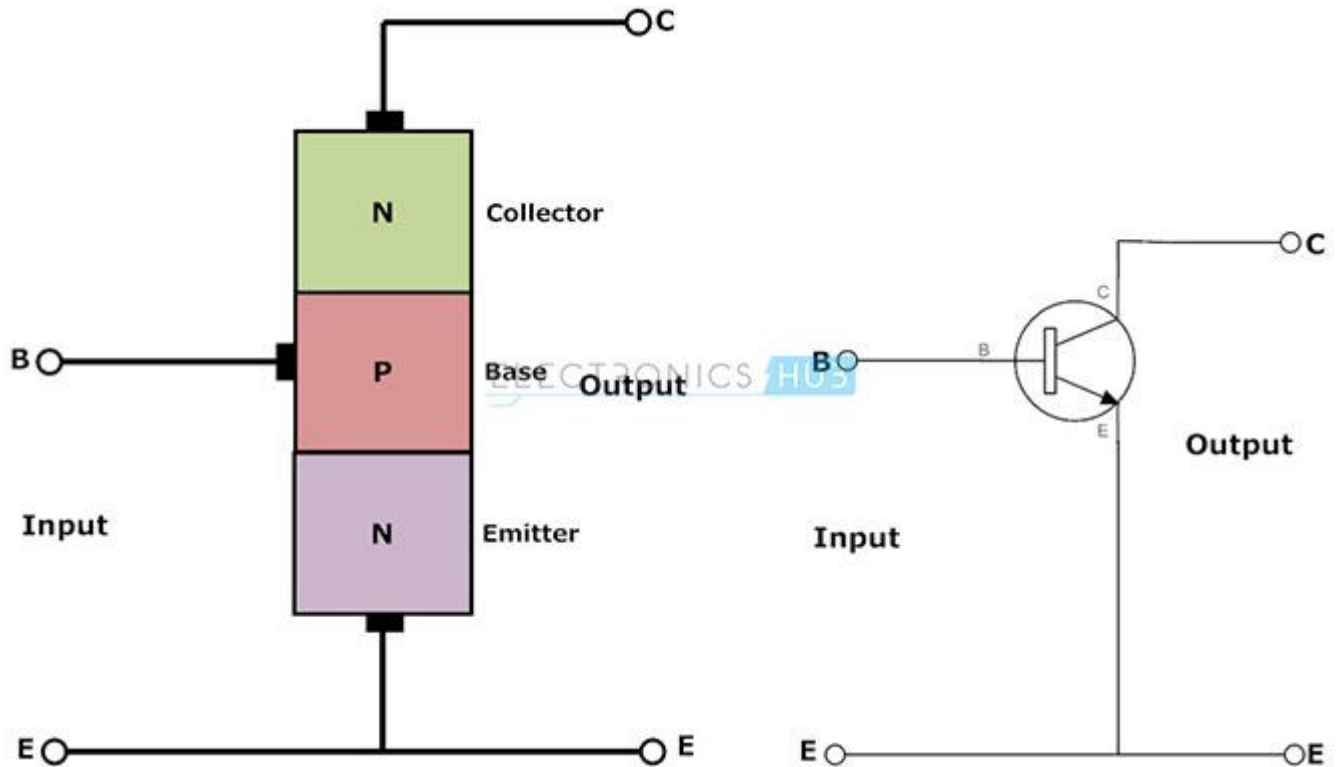 C
N Collector
C
C
B P Base Output
ELECTRONICS HUB
B B
E
Output
Input N Emitter
Input
E E E E